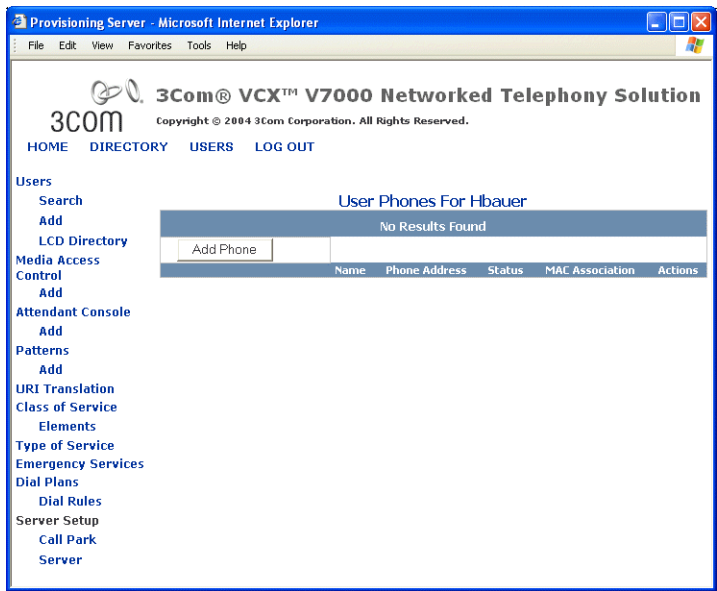 Provisioning Server - Microsoft Internet Explorer
File Edit View Favorites Tools Help
3COM
3Com® VCX™ V7000 Networked Telephony Solution
Copyright © 2004 3Com Corporation. All Rights Reserved.
HOME DIRECTORY USERS LOG OUT
Users
Search
Add
LCD Directory
Media Access
Control
Add
Attendant Console
Add
Patterns
Add
URI Translation
Class of Service
Elements
Type of Service
Emergency Services
Dial Plans
Dial Rules
Server Setup
Call Park
Server
User Phones For Hbauer
No Results Found
Add Phone
Name Phone Address Status MAC Association Actions